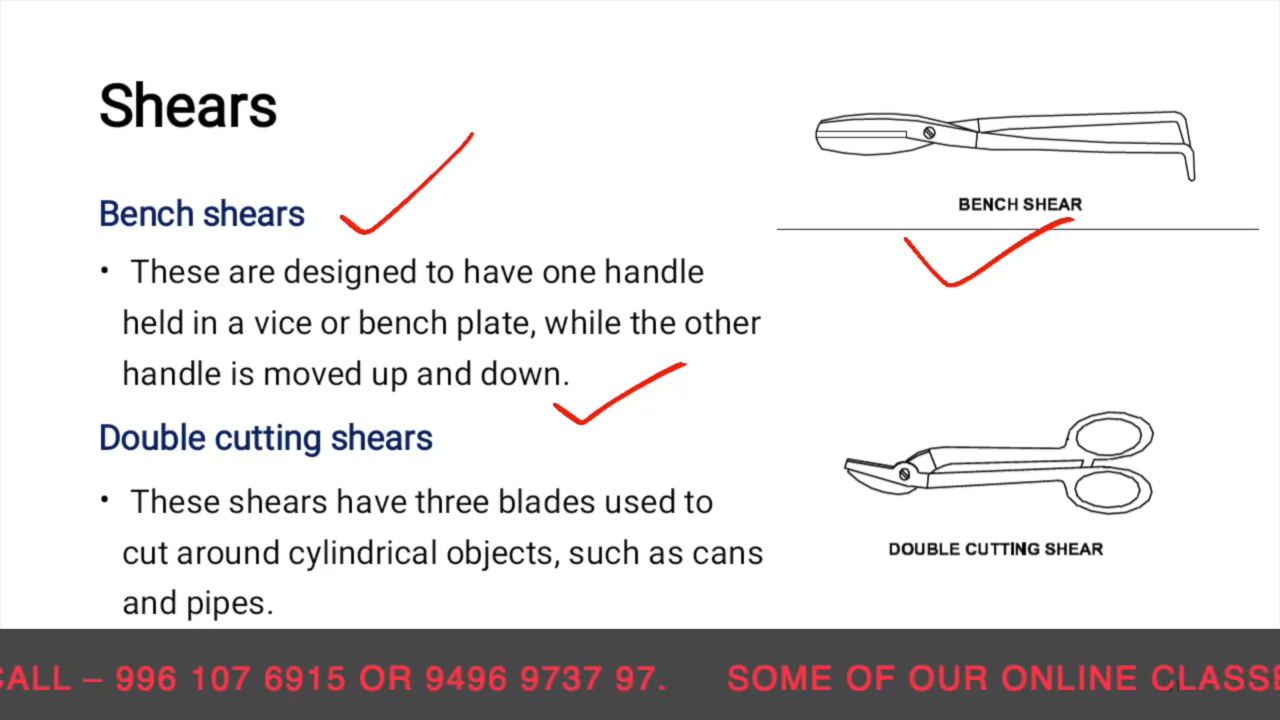 Shears
Bench shears
• These are designed to have one handle
held in a vice or bench plate, while the other
handle is moved up and down.
Double cutting shears
• These shears have three blades used to
cut around cylindrical objects, such as cans
and pipes.
BENCH SHEAR
DOUBLE CUTTING SHEAR
CALL – 996 107 6915 OR 9496 9737 97. SOME OF OUR ONLINE CLASSE